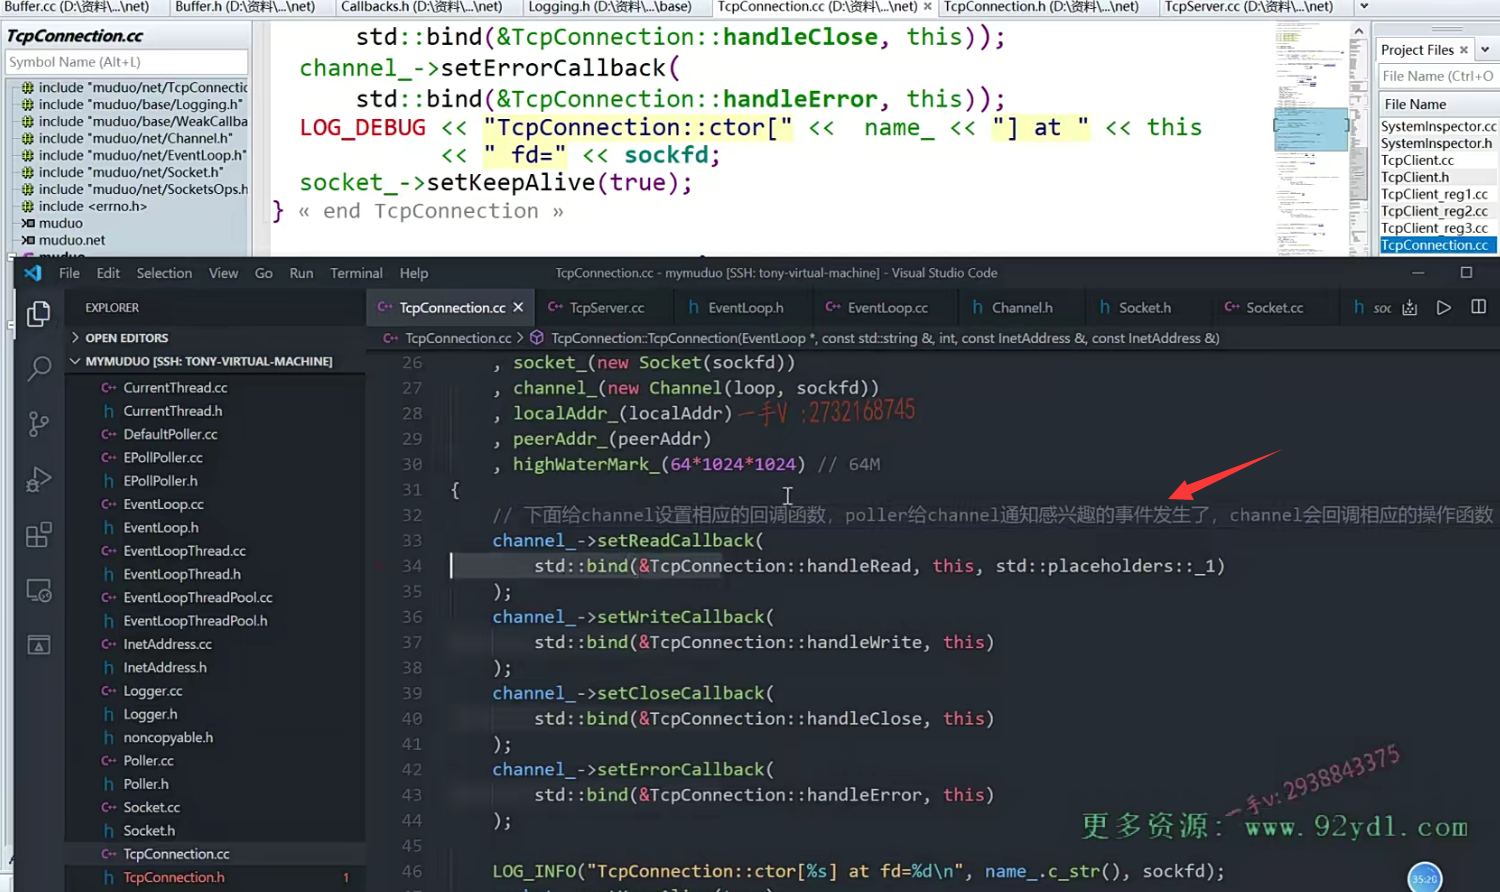 Buffer.cc (D:\资料\...\net) Buffer.h (D:\资料\...\net) Callbacks.h (D:\资料\...\net) Logging.h (D:\资料\...\base) TcpConnection.cc (D:\资料\...\net) × TcpConnection.h (D:\资料\...\net) TcpServer.cc (D:\资料\...\net)
TcpConnection.cc
Symbol Name (Alt+L)
include "muduo/net/TcpConnectic
include "muduo/base/Logging.h"
include "muduo/base/WeakCallba
include "muduo/net/Channel.h"
include "muduo/net/EventLoop.h"
include "muduo/net/Socket.h"
include "muduo/net/SocketsOps.h
include <errno.h>
muduo
muduo.net
std::bind(&TcpConnection::handleClose, this));
channel_->setErrorCallback(
std::bind(&TcpConnection::handleError, this));
LOG_DEBUG << "TcpConnection::ctor[" << name_ << "] at " << this
<< " fd=" << sockfd;
socket_->setKeepAlive(true);
} « end TcpConnection »
Project Files ×
File Name (Ctrl+O
File Name
SystemInspector.cc
SystemInspector.h
TcpClient.cc
TcpClient.h
TcpClient_reg1.cc
TcpClient_reg2.cc
TcpClient_reg3.cc
TcpConnection.cc
File Edit Selection View Go Run Terminal Help TcpConnection.cc - mymuduo [SSH: tony-virtual-machine] - Visual Studio Code
EXPLORER
OPEN EDITORS
MYMUDUO [SSH: TONY-VIRTUAL-MACHINE]
CurrentThread.cc
CurrentThread.h
DefaultPoller.cc
EPollPoller.cc
EPollPoller.h
EventLoop.cc
EventLoop.h
EventLoopThread.cc
EventLoopThread.h
EventLoopThreadPool.cc
EventLoopThreadPool.h
InetAddress.cc
InetAddress.h
Logger.cc
Logger.h
noncopyable.h
Poller.cc
Poller.h
Socket.cc
Socket.h
TcpConnection.cc
TcpConnection.h 1
TcpConnection.cc × TcpServer.cc EventLoop.h EventLoop.cc Channel.h Socket.h Socket.cc soc
TcpConnection.cc > TcpConnection::TcpConnection(EventLoop *, const std::string &, int, const InetAddress &, const InetAddress &)
26 , socket_(new Socket(sockfd))
27 , channel_(new Channel(loop, sockfd))
28 , localAddr_(localAddr)
一手V :2732168745
29 , peerAddr_(peerAddr)
30 , highWaterMark_(64*1024*1024) // 64M
31 {
32 // 下面给channel设置相应的回调函数，poller给channel通知感兴趣的事件发生了，channel会回调相应的操作函数
33 channel_->setReadCallback(
34 std::bind(&TcpConnection::handleRead, this, std::placeholders::_1)
35 );
36 channel_->setWriteCallback(
37 std::bind(&TcpConnection::handleWrite, this)
38 );
39 channel_->setCloseCallback(
40 std::bind(&TcpConnection::handleClose, this)
41 );
42 channel_->setErrorCallback(
43 std::bind(&TcpConnection::handleError, this)
44 );
45
46 LOG_INFO("TcpConnection::ctor[%s] at fd=%d\n", name_.c_str(), sockfd);
一手v: 2938843375
更多资源: www.92ydl.com
35:20